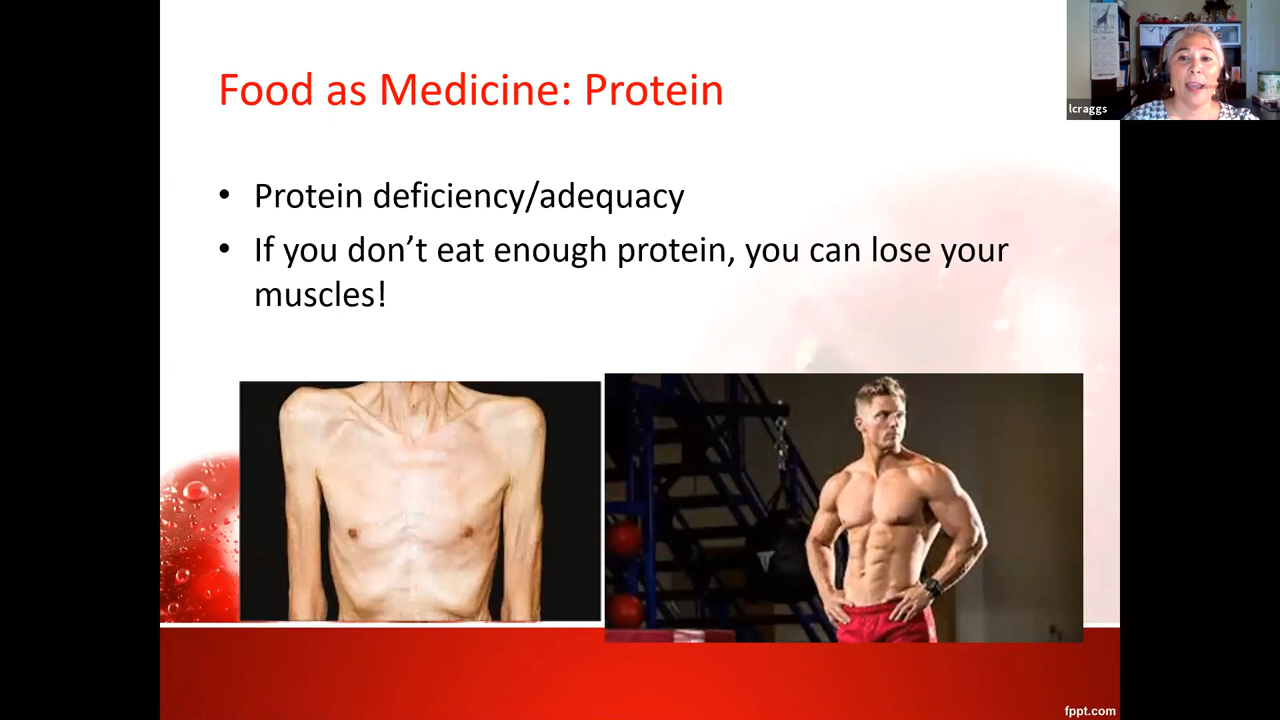 Food as Medicine: Protein
lcraggs
• Protein deficiency/adequacy
• If you don’t eat enough protein, you can lose your
muscles!
fppt.com